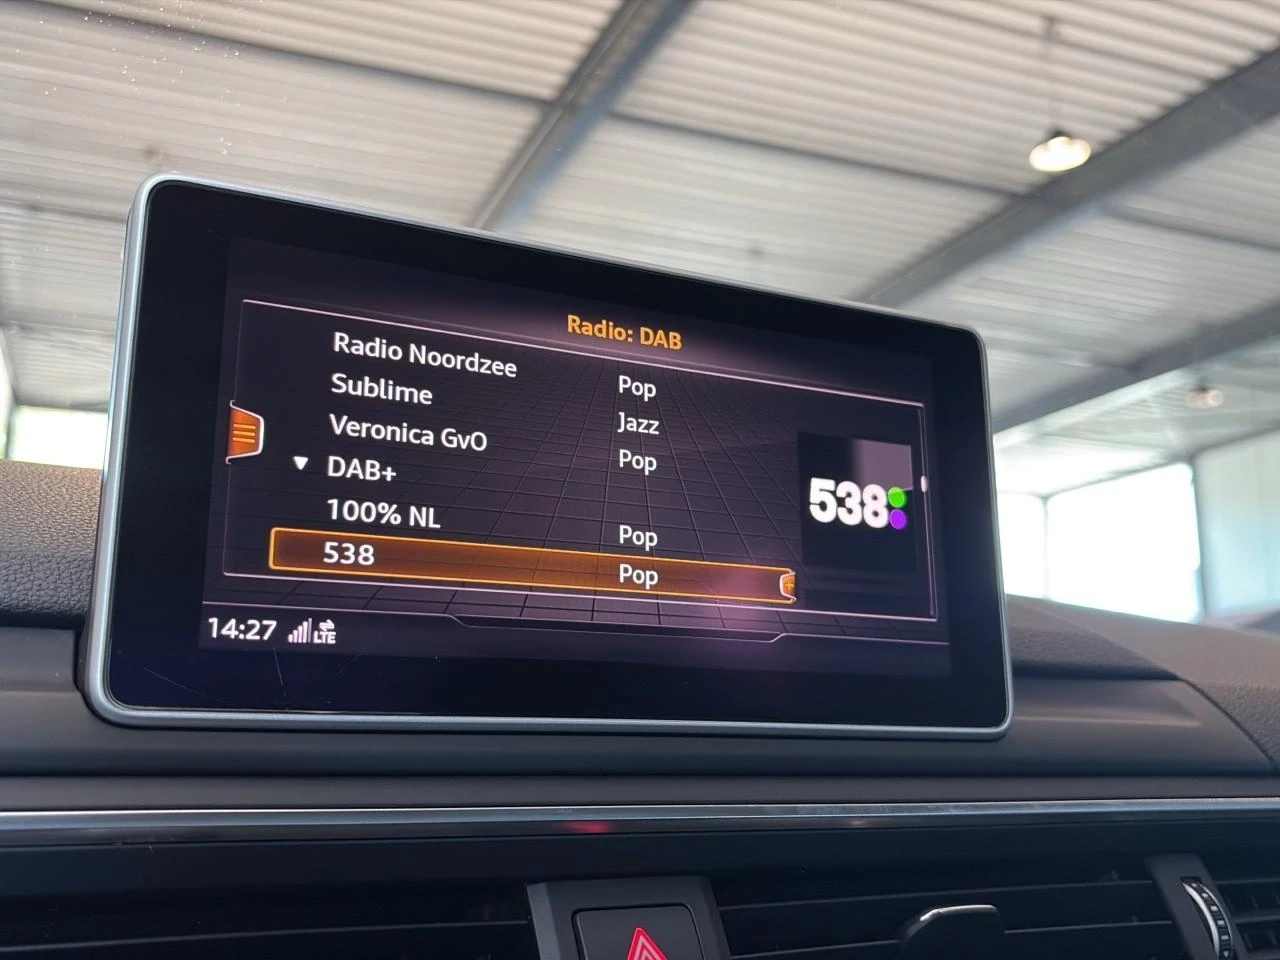 Radio: DAB
Radio Noordzee Pop
Sublime Jazz
Veronica GvO Pop
DAB+
100% NL Pop
538 Pop
538
14:27 LTE